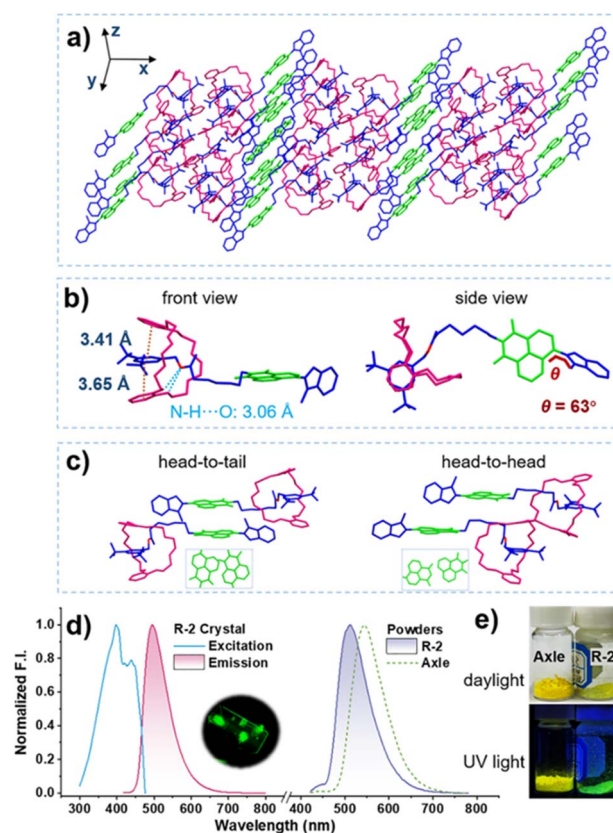 a)
z
y
x
b)
front view
side view
3.41 Å
3.65 Å
N-H···O: 3.06 Å
θ
θ = 63°
c)
head-to-tail
head-to-head
d)
R-2 Crystal
Excitation
Emission
Powders
R-2
Axle
Normalized F.I.
1.0
0.8
0.6
0.4
0.2
0.0
300 400 500 600 700 800 400 500 600 700 800
Wavelength (nm)
e)
Axle
R-2
daylight
UV light